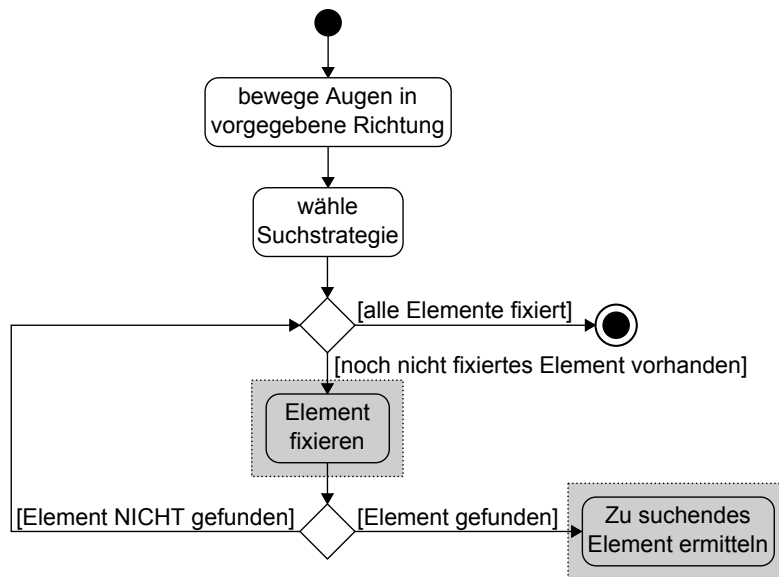 bewege Augen in
vorgegebene Richtung
wähle
Suchstrategie
[alle Elemente fixiert]
[noch nicht fixiertes Element vorhanden]
Element
fixieren
[Element NICHT gefunden]
[Element gefunden]
Zu suchendes
Element ermitteln